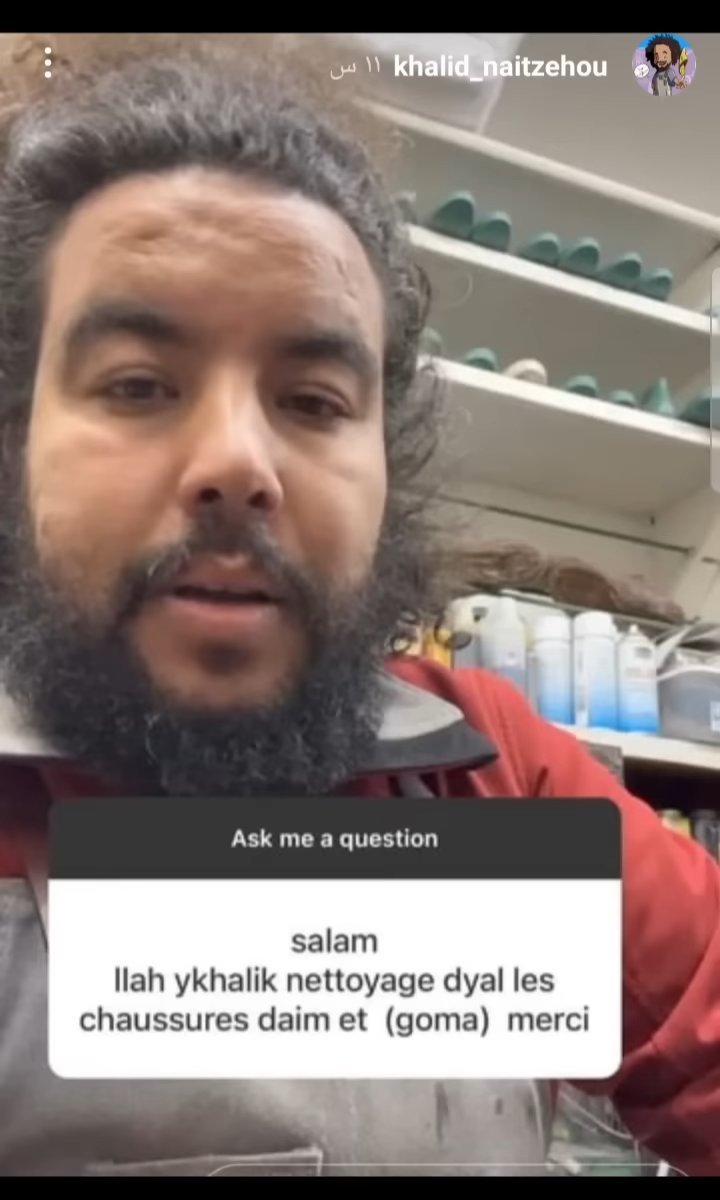 khalid_naitzehou ١١ س
Ask me a question
salam
llah ykhalik nettoyage dyal les
chaussures daim et (goma) merci